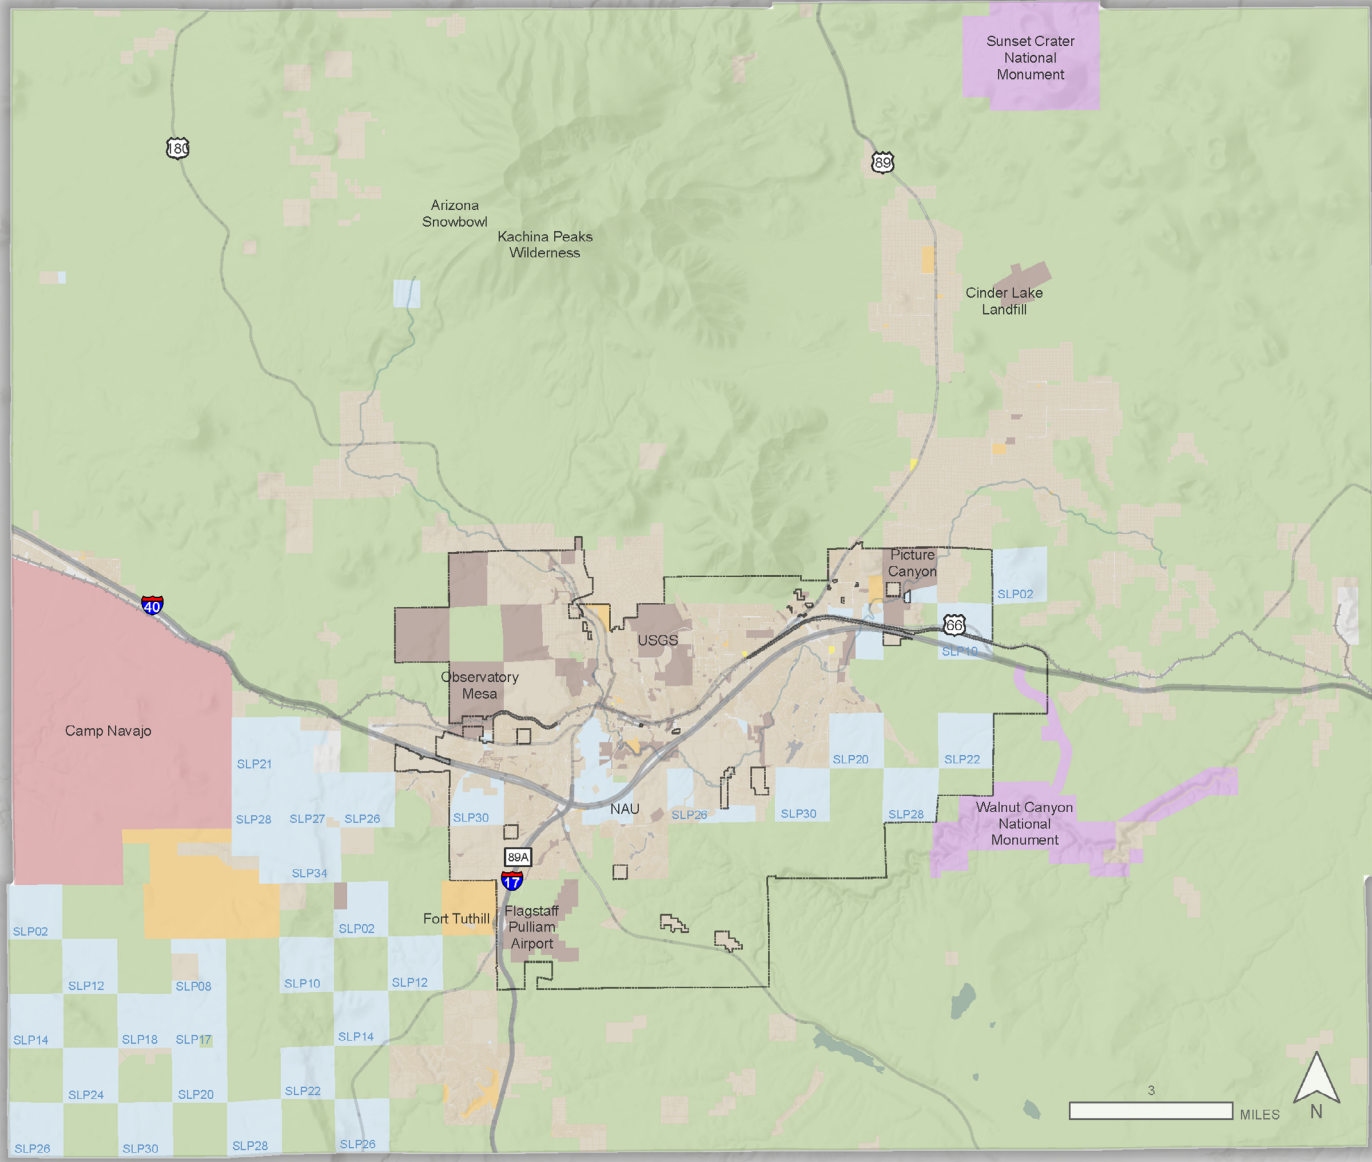 Sunset Crater
National
Monument
180
89
Arizona
Snowbowl
Kachina Peaks
Wilderness
Cinder Lake
Landfill
Picture
Canyon
SLP02
40
66
USGS
SLP10
Observatory
Mesa
Camp Navajo
SLP21
SLP20
SLP22
SLP28
SLP27
SLP26
SLP30
NAU
SLP26
SLP30
SLP28
Walnut Canyon
National
Monument
89A
SLP34
17
Fort Tuthill
Flagstaff
Pulliam
Airport
SLP02
SLP02
SLP12
SLP08
SLP10
SLP12
SLP14
SLP18
SLP17
SLP14
SLP24
SLP20
SLP22
3
MILES
N
SLP26
SLP30
SLP28
SLP26